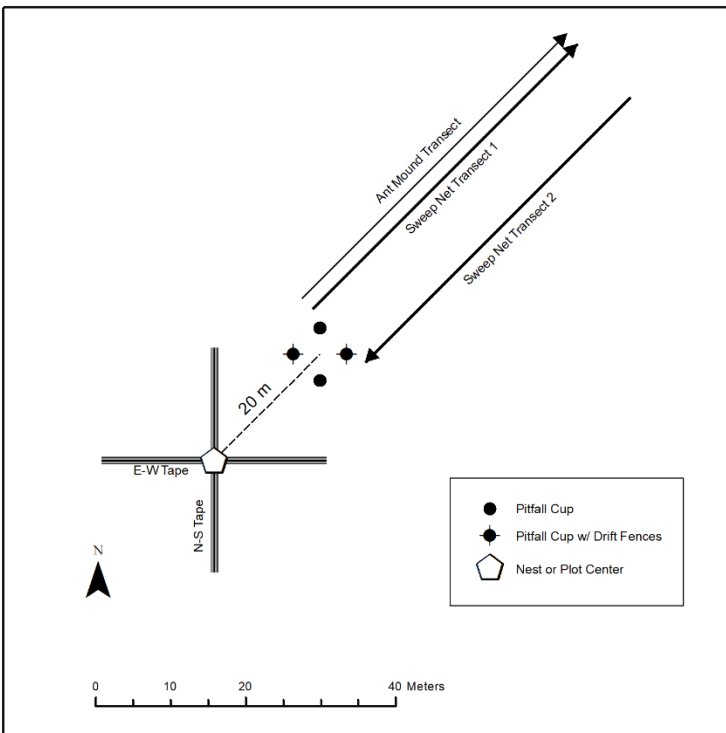 Ant Mound Transect
Sweep Net Transect 1
Sweep Net Transect 2
20 m
E-W Tape
N-S Tape
N
Pitfall Cup
Pitfall Cup w/ Drift Fences
Nest or Plot Center
0 10 20 40 Meters